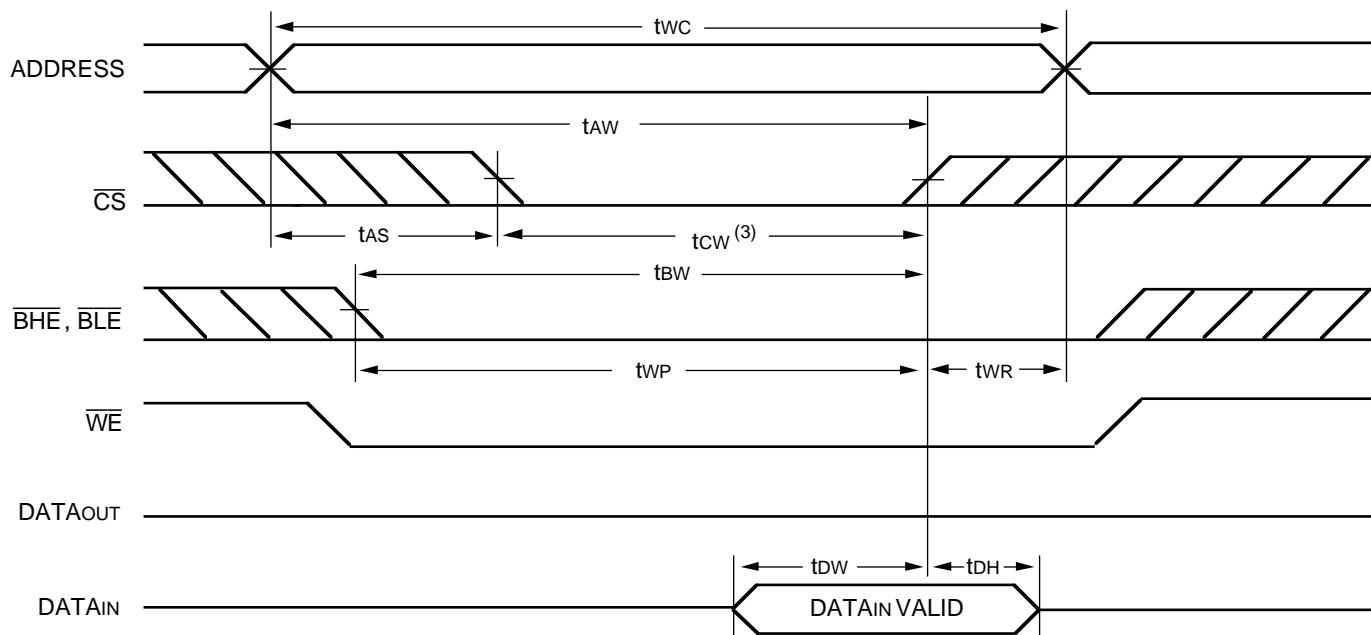 tWC
ADDRESS
tAW
CS
tAS
tCW (3)
tBW
BHE, BLE
tWP
tWR
WE
DATAOUT
tDW
tDH
DATAIN
DATAIN VALID